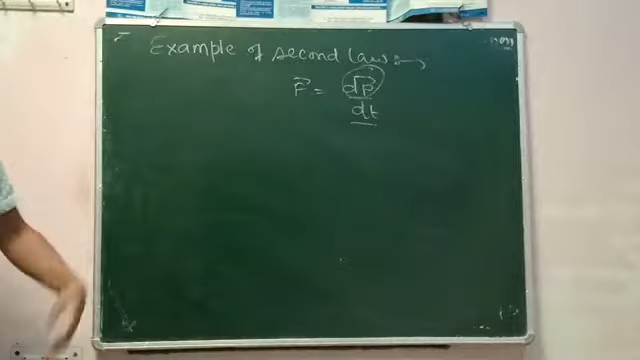 Example of second law :→
F⃗ = dP⃗
dt